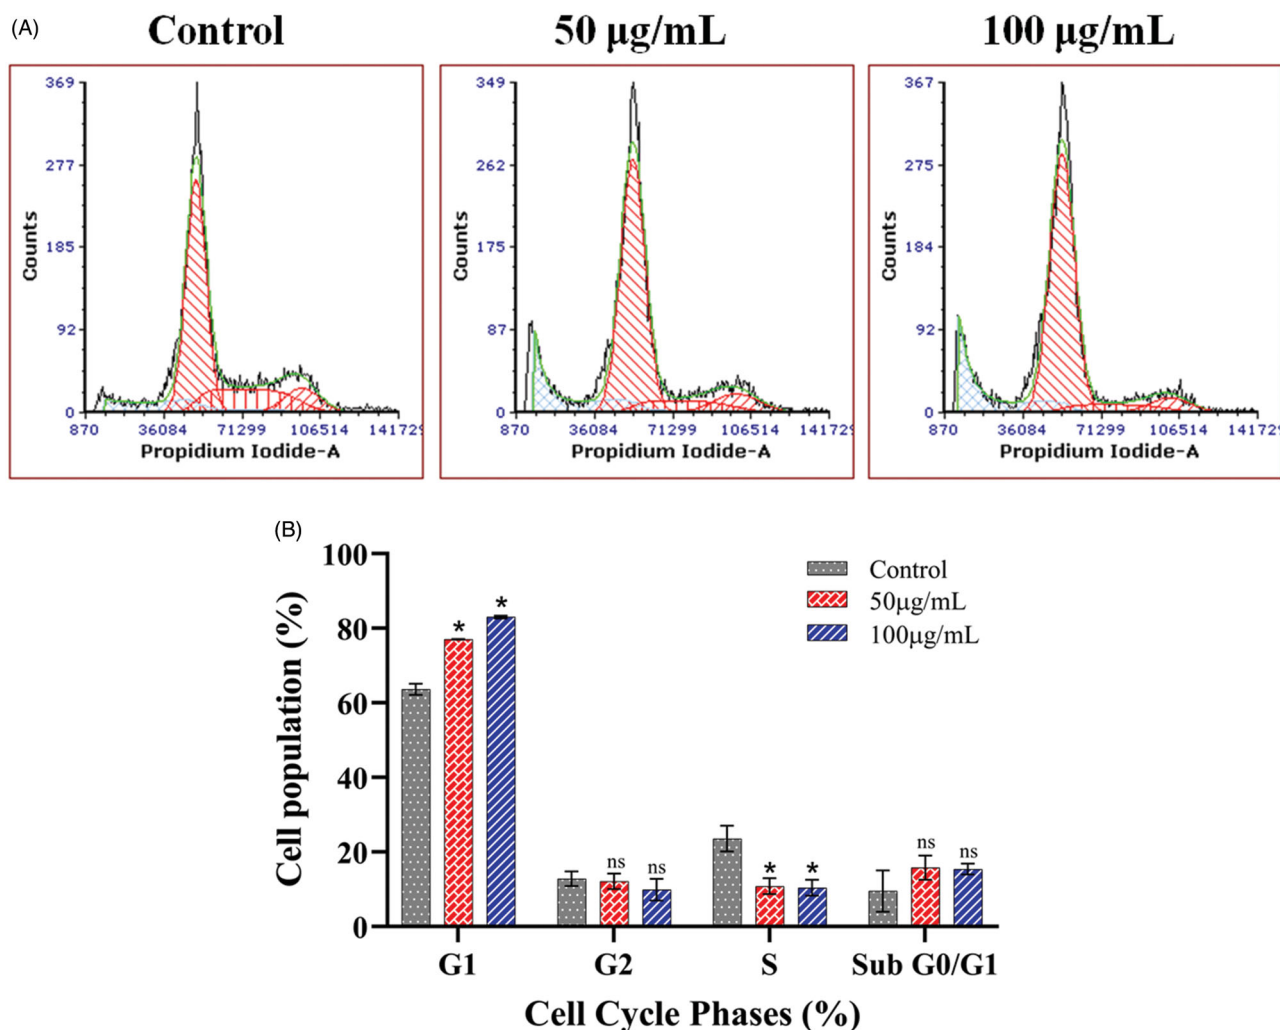 (A)
Control
50 µg/mL
100 µg/mL
369
277
185
92
0
Counts
870 36084 71299 106514 141729
Propidium Iodide-A
349
262
175
87
0
Counts
870 36084 71299 106514 141729
Propidium Iodide-A
367
275
184
92
0
Counts
870 36084 71299 106514 141729
Propidium Iodide-A
(B)
100
80
60
40
20
0
Cell population (%)
Control
50µg/mL
100µg/mL
* *
ns ns
* *
ns ns
G1 G2 S Sub G0/G1
Cell Cycle Phases (%)